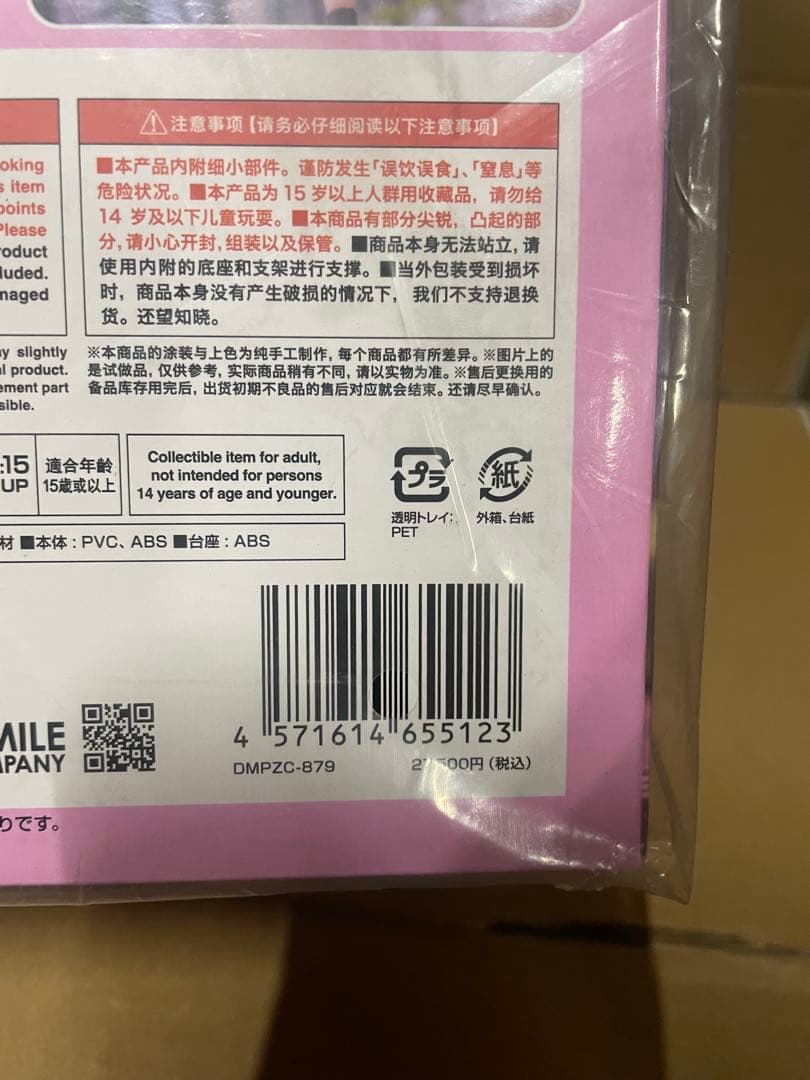 ⚠注意事项【请务必仔细阅读以下注意事项】
■本产品内附细小部件。谨防发生「误饮误食」、「窒息」等
危险状况。■本产品为 15 岁以上人群用收藏品，请勿给
14 岁及以下儿童玩耍。■本商品有部分尖锐，凸起的部
分，请小心开封，组装以及保管。■商品本身无法站立，请
使用内附的底座和支架进行支撑。■当外包装受到损坏
时，商品本身没有产生破损的情况下，我们不支持退换
货。还望知晓。
※本商品的涂装与上色为纯手工制作，每个商品都有所差异。※图片上的
是试做品，仅供参考，实际商品稍有不同，请以实物为准。※售后更换用的
备品库存用完后，出货初期不良品的售后对应就会结束。还请尽早确认。
oking
s item
points
Please
roduct
luded.
maged
ay slightly
al product.
ement part
sible.
:15
UP
適合年齢
15歳或以上
Collectible item for adult,
not intended for persons
14 years of age and younger.
プラ
透明トレイ:
PET
紙
外箱、台紙
材 ■本体 : PVC、ABS ■台座 : ABS
MILE
MPANY
4 571614 655123
DMPZC-879
500円（税込）
りです。